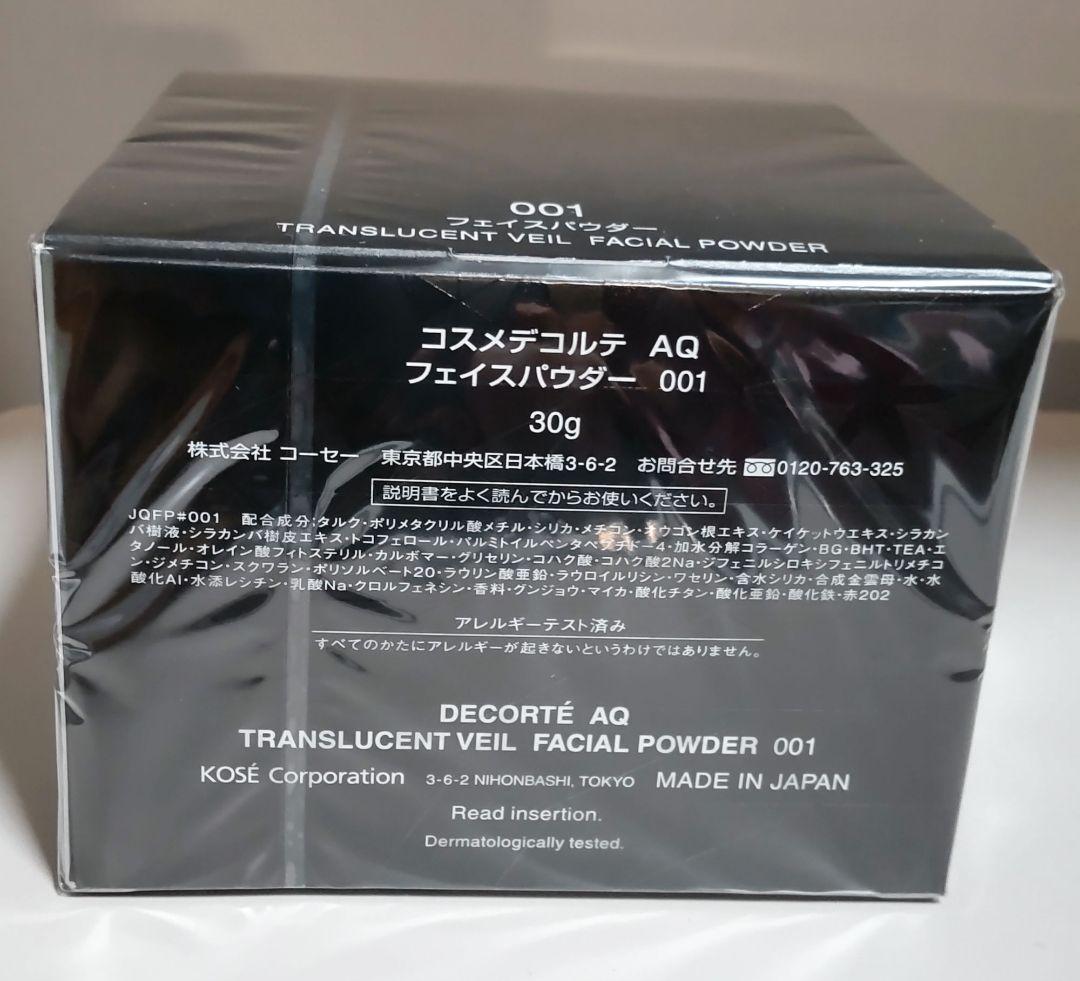 001
フェイスパウダー
TRANSLUCENT VEIL FACIAL POWDER
コスメデコルテ AQ
フェイスパウダー 001
30g
株式会社 コーセー 東京都中央区日本橋3-6-2 お問合せ先 0120-763-325
説明書をよく読んでからお使いください。
JQFP#001 配合成分:タルク・ポリメタクリル酸メチル・シリカ・メチコン・オウゴン根エキス・ケイケットウエキス・シラカン
バ樹液・シラカンバ樹皮エキス・トコフェロール・パルミトイルペンタペプチド-4・加水分解コラーゲン・BG・BHT・TEA・エ
タノール・オレイン酸フィトステリル・カルボマー・グリセリン・コハク酸・コハク酸2Na・ジフェニルシロキシフェニルトリメチコ
ン・ジメチコン・スクワラン・ポリソルベート20・ラウリン酸亜鉛・ラウロイルリシン・ワセリン・含水シリカ・合成金雲母・水・水
酸化Al・水添レシチン・乳酸Na・クロルフェネシン・香料・グンジョウ・マイカ・酸化チタン・酸化亜鉛・酸化鉄・赤202
アレルギーテスト済み
すべてのかたにアレルギーが起きないというわけではありません。
DECORTÉ AQ
TRANSLUCENT VEIL FACIAL POWDER 001
KOSÉ Corporation 3-6-2 NIHONBASHI, TOKYO MADE IN JAPAN
Read insertion.
Dermatologically tested.